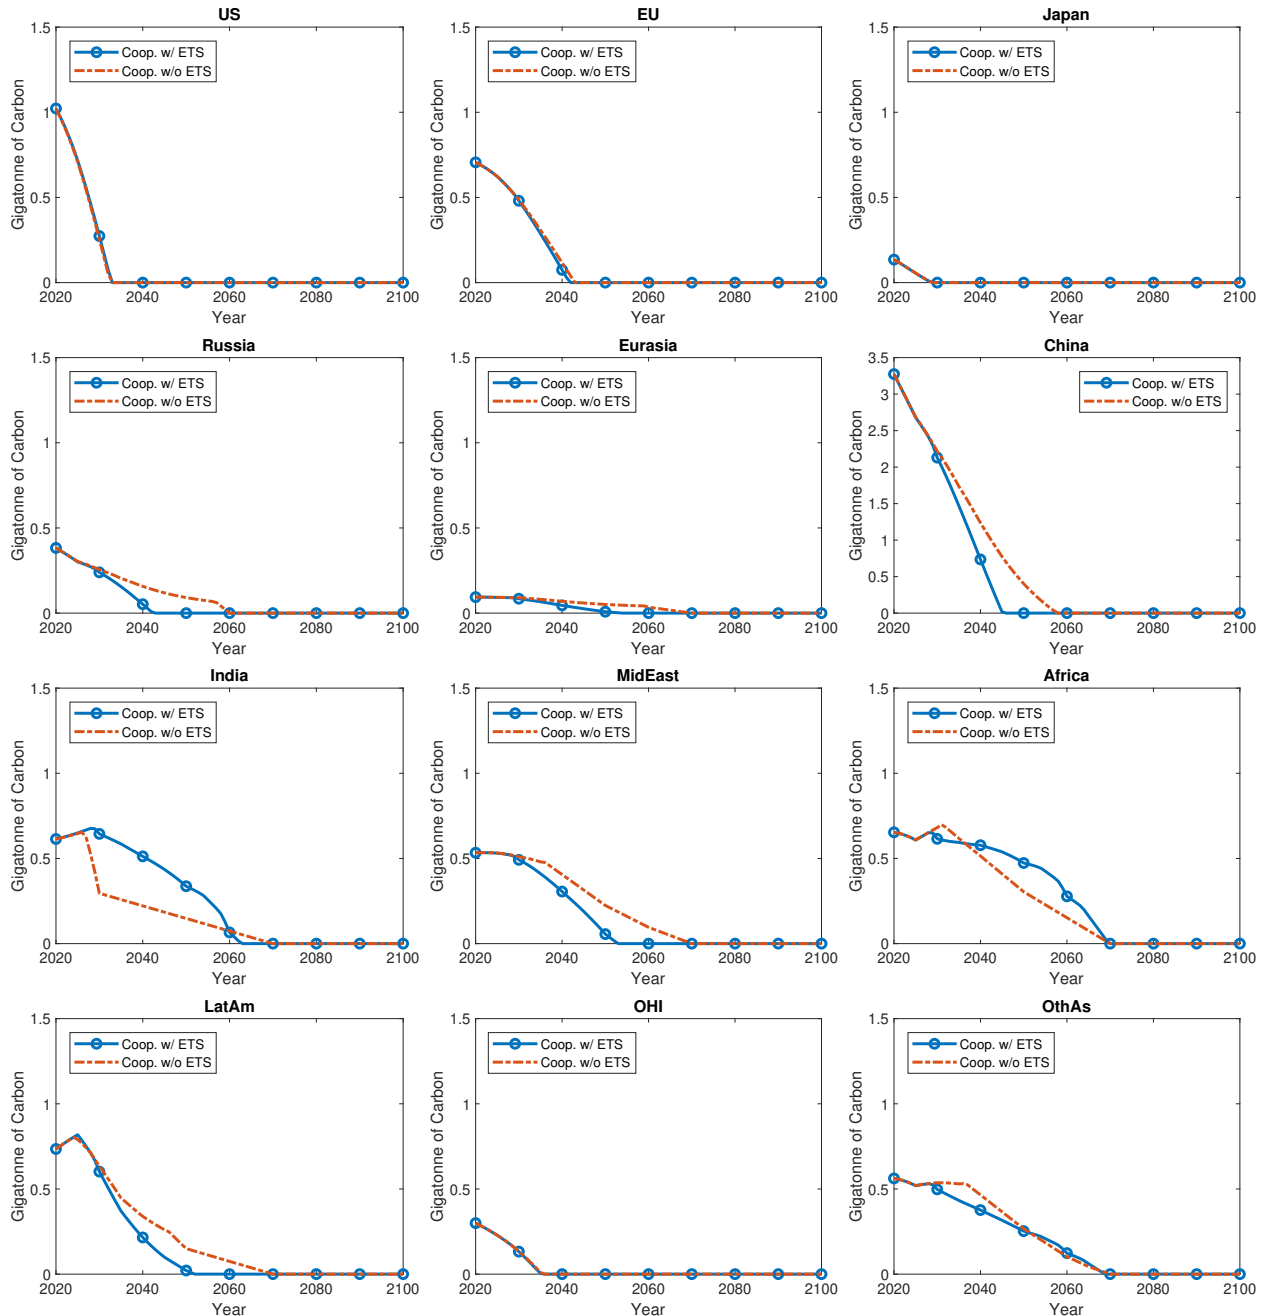 US
Gigatonne of Carbon
1.5
1
0.5
0
Coop. w/ ETS
Coop. w/o ETS
2020 2040 2060 2080 2100
Year
EU
Gigatonne of Carbon
1.5
1
0.5
0
Coop. w/ ETS
Coop. w/o ETS
2020 2040 2060 2080 2100
Year
Japan
Gigatonne of Carbon
1.5
1
0.5
0
Coop. w/ ETS
Coop. w/o ETS
2020 2040 2060 2080 2100
Year
Russia
Gigatonne of Carbon
1.5
1
0.5
0
Coop. w/ ETS
Coop. w/o ETS
2020 2040 2060 2080 2100
Year
Eurasia
Gigatonne of Carbon
1.5
1
0.5
0
Coop. w/ ETS
Coop. w/o ETS
2020 2040 2060 2080 2100
Year
China
Gigatonne of Carbon
3.5
3
2.5
2
1.5
1
0.5
0
Coop. w/ ETS
Coop. w/o ETS
2020 2040 2060 2080 2100
Year
India
Gigatonne of Carbon
1.5
1
0.5
0
Coop. w/ ETS
Coop. w/o ETS
2020 2040 2060 2080 2100
Year
MidEast
Gigatonne of Carbon
1.5
1
0.5
0
Coop. w/ ETS
Coop. w/o ETS
2020 2040 2060 2080 2100
Year
Africa
Gigatonne of Carbon
1.5
1
0.5
0
Coop. w/ ETS
Coop. w/o ETS
2020 2040 2060 2080 2100
Year
LatAm
Gigatonne of Carbon
1.5
1
0.5
0
Coop. w/ ETS
Coop. w/o ETS
2020 2040 2060 2080 2100
Year
OHI
Gigatonne of Carbon
1.5
1
0.5
0
Coop. w/ ETS
Coop. w/o ETS
2020 2040 2060 2080 2100
Year
OthAs
Gigatonne of Carbon
1.5
1
0.5
0
Coop. w/ ETS
Coop. w/o ETS
2020 2040 2060 2080 2100
Year